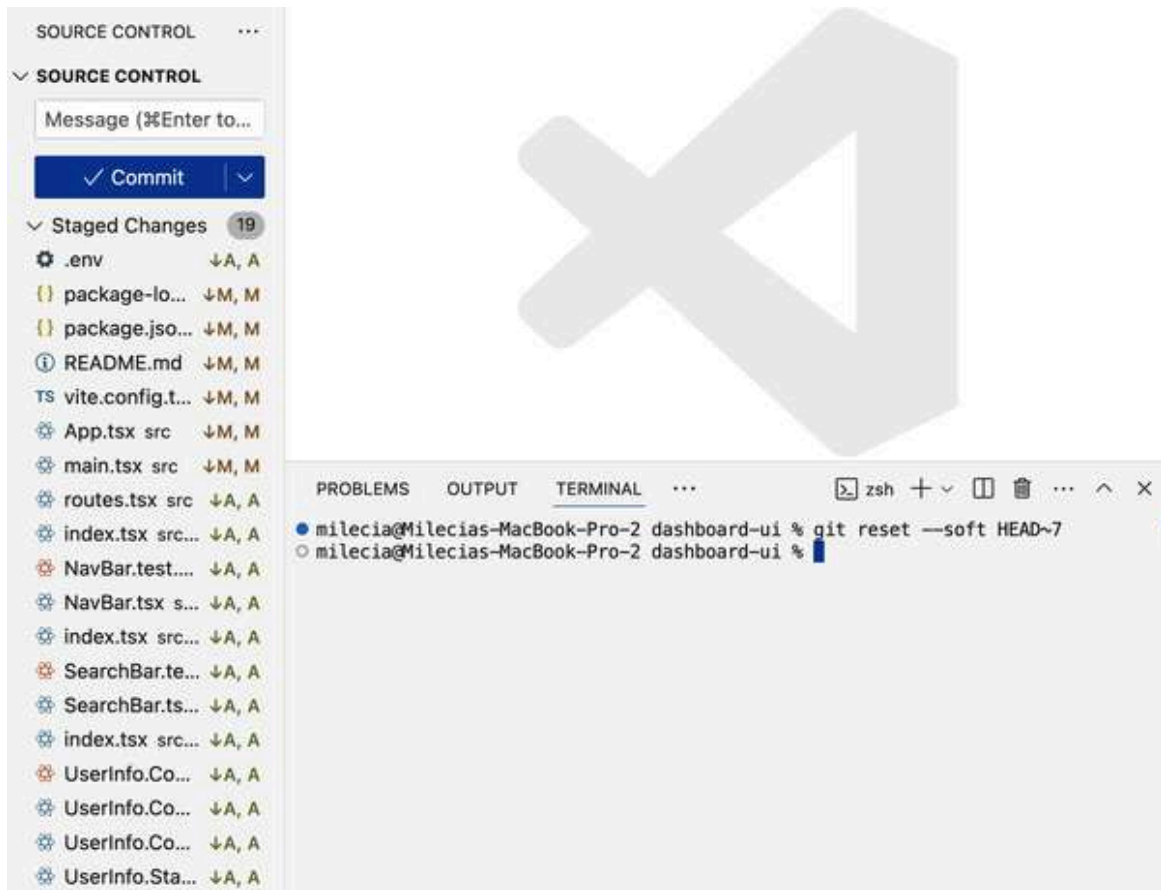 SOURCE CONTROL ...
SOURCE CONTROL
Message (⌘Enter to...
✓ Commit
Staged Changes 19
.env ↓A, A
{} package-lo... ↓M, M
{} package.jso... ↓M, M
README.md ↓M, M
TS vite.config.t... ↓M, M
App.tsx src ↓M, M
main.tsx src ↓M, M
routes.tsx src ↓A, A
index.tsx src... ↓A, A
NavBar.test.... ↓A, A
NavBar.tsx s... ↓A, A
index.tsx src... ↓A, A
SearchBar.te... ↓A, A
SearchBar.ts... ↓A, A
index.tsx src... ↓A, A
UserInfo.Co... ↓A, A
UserInfo.Co... ↓A, A
UserInfo.Co... ↓A, A
UserInfo.Sta... ↓A, A
PROBLEMS OUTPUT TERMINAL ... zsh
milecia@Milecias-MacBook-Pro-2 dashboard-ui % git reset --soft HEAD~7
milecia@Milecias-MacBook-Pro-2 dashboard-ui %